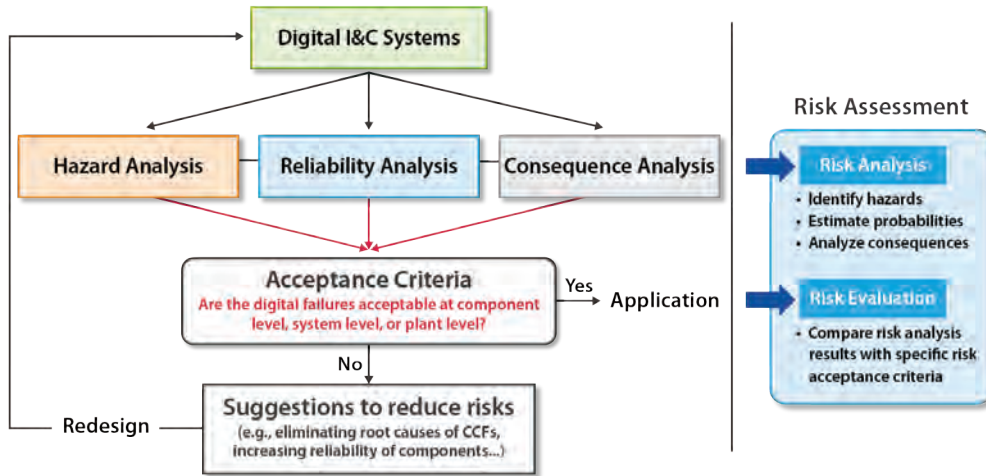 Digital I&C Systems
Hazard Analysis
Reliability Analysis
Consequence Analysis
Acceptance Criteria
Are the digital failures acceptable at component
level, system level, or plant level?
Yes
Application
No
Suggestions to reduce risks
(e.g., eliminating root causes of CCFs,
increasing reliability of components...)
Redesign
Risk Assessment
Risk Analysis
• Identify hazards
• Estimate probabilities
• Analyze consequences
Risk Evaluation
• Compare risk analysis
results with specific risk
acceptance criteria